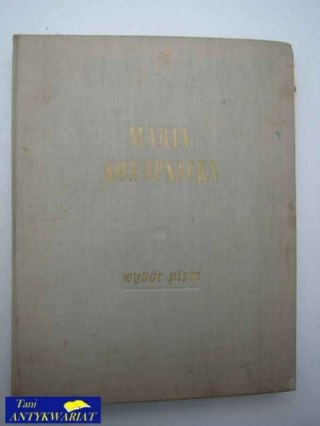 MARIA
KONOPNICKA
wybór pism
Tani
ANTYKWARIAT